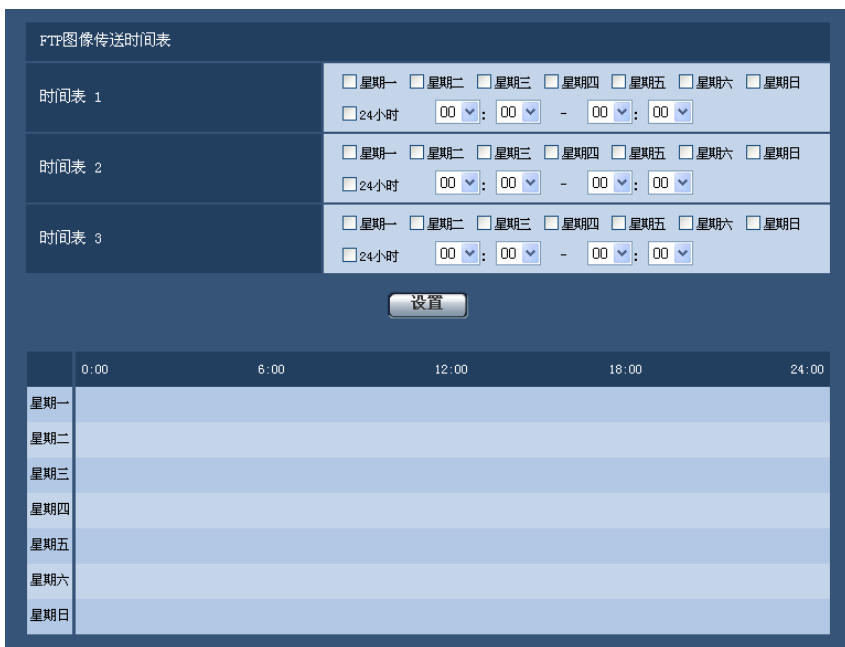 FTP图像传送时间表
时间表 1
星期一 星期二 星期三 星期四 星期五 星期六 星期日
24小时 00 : 00 - 00 : 00
时间表 2
星期一 星期二 星期三 星期四 星期五 星期六 星期日
24小时 00 : 00 - 00 : 00
时间表 3
星期一 星期二 星期三 星期四 星期五 星期六 星期日
24小时 00 : 00 - 00 : 00
设置
0:00 6:00 12:00 18:00 24:00
星期一
星期二
星期三
星期四
星期五
星期六
星期日